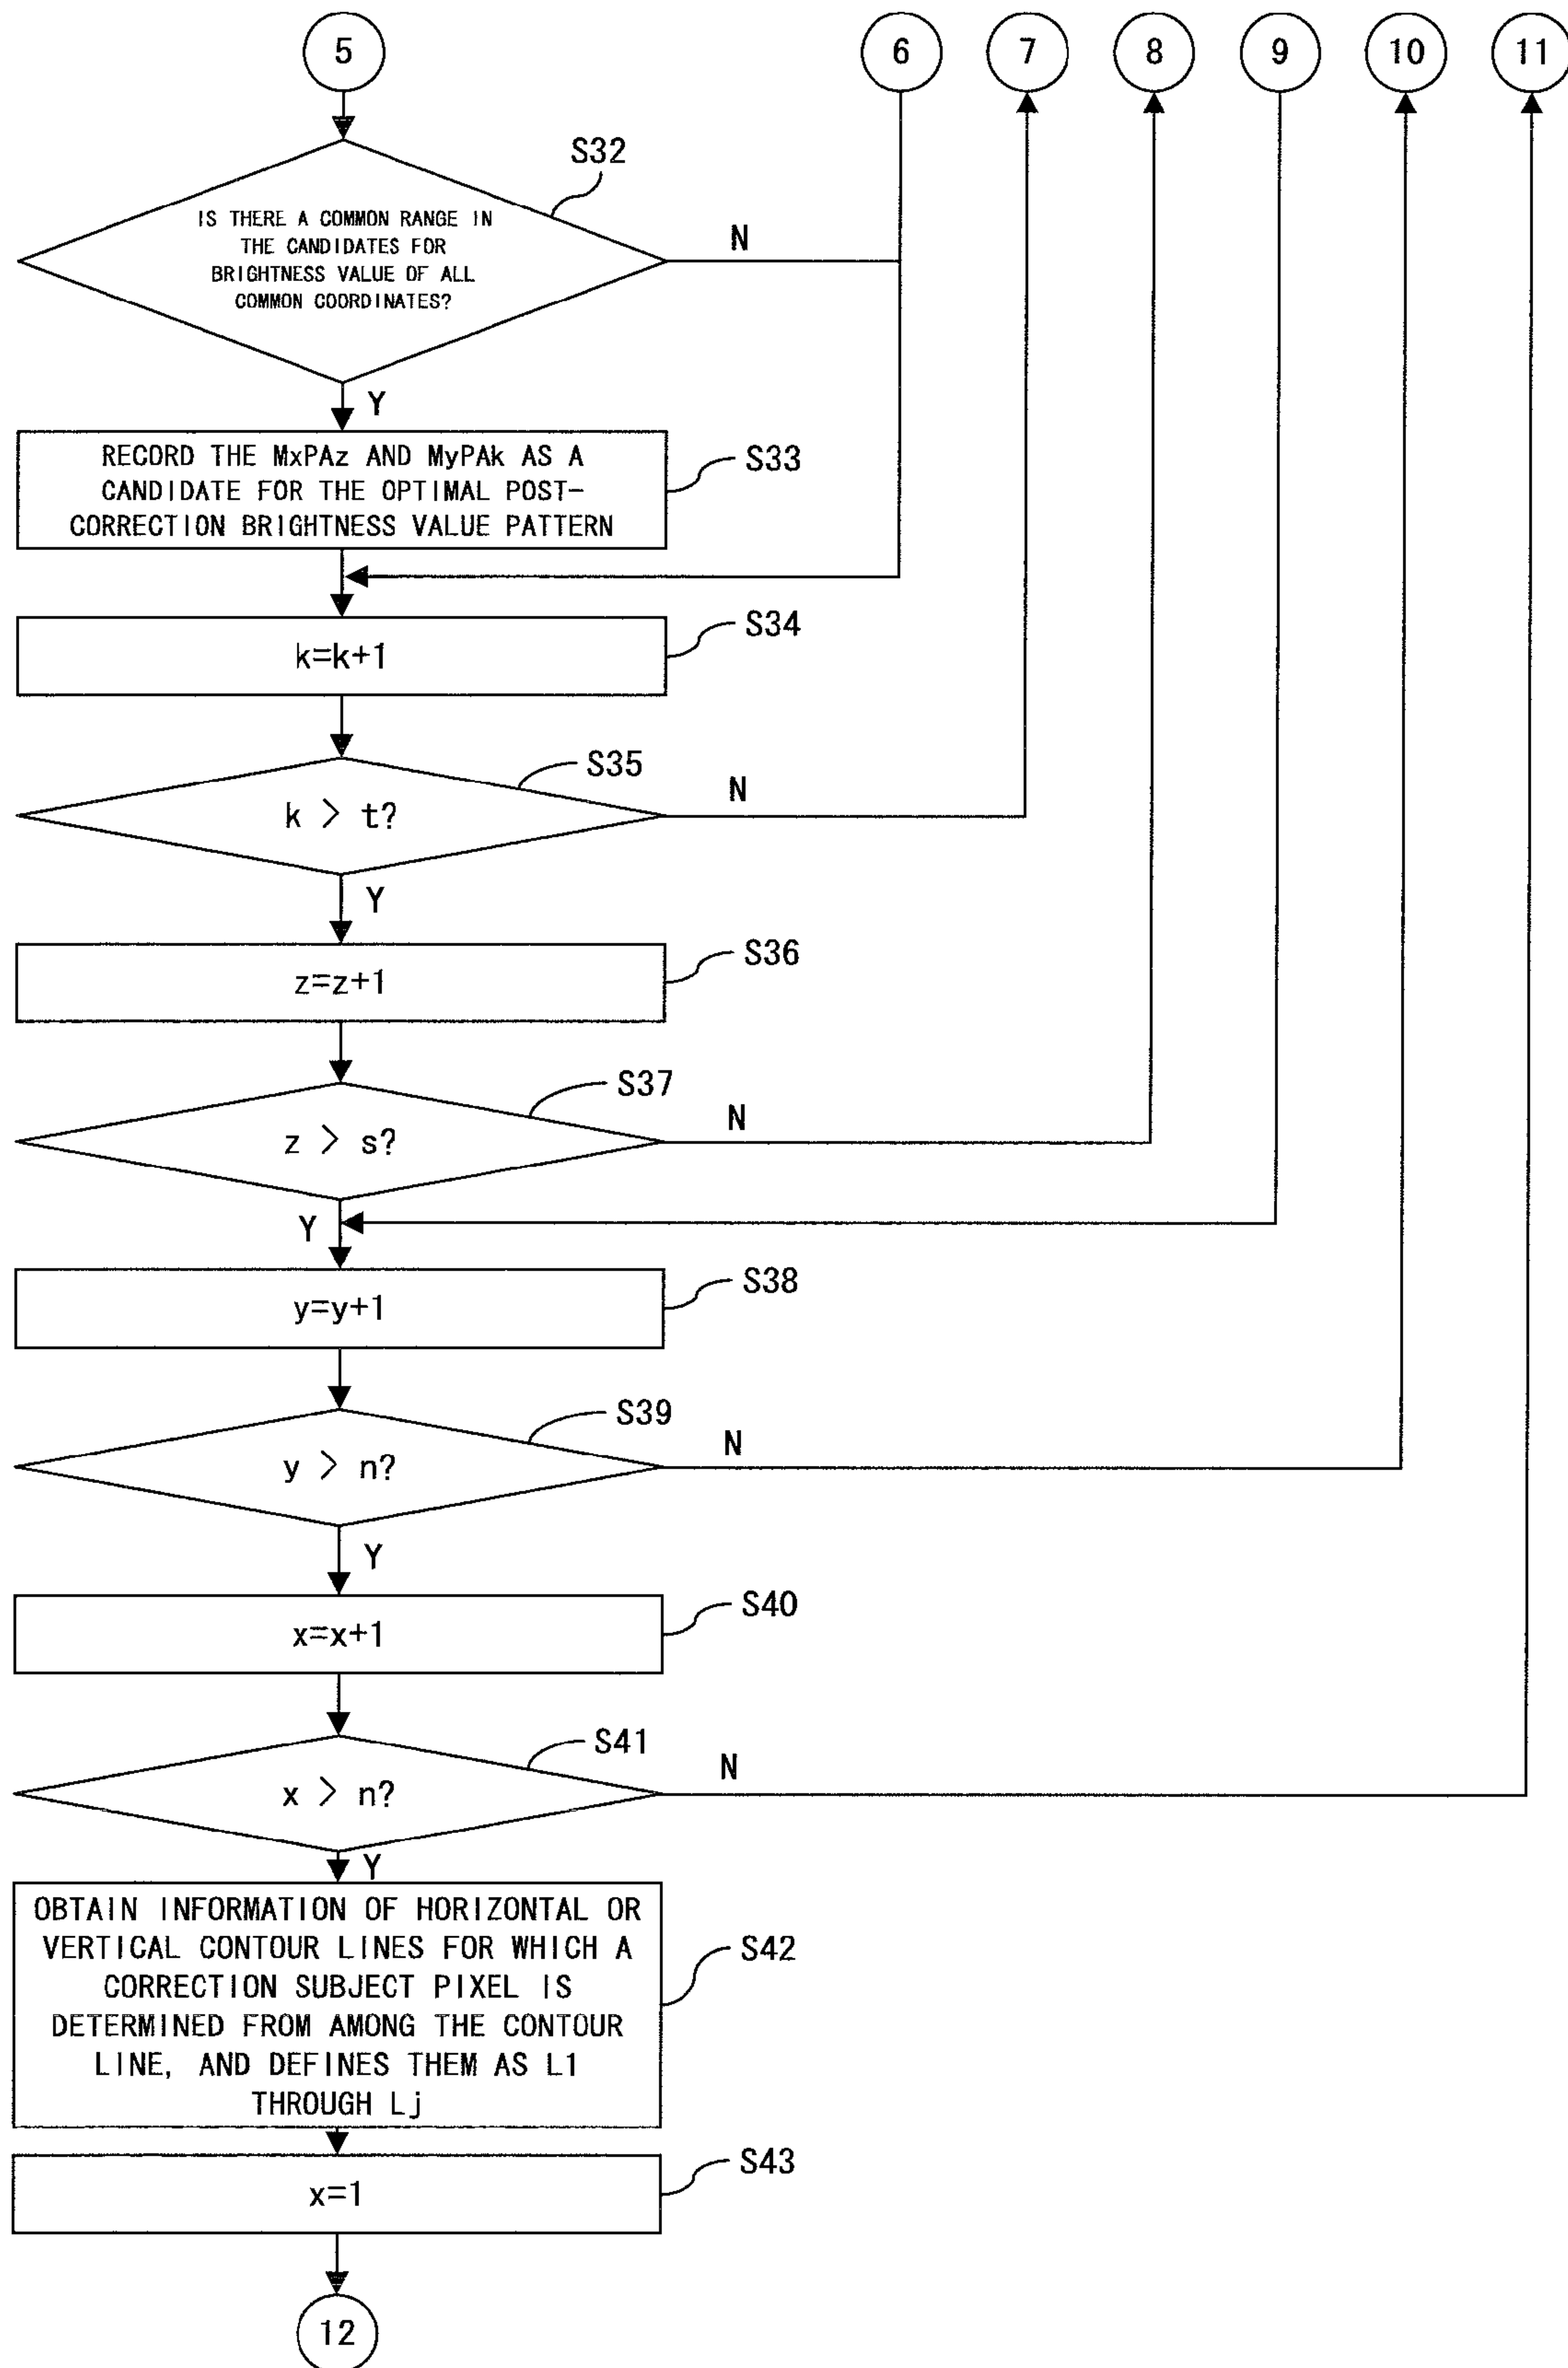 5
6
7
8
9
10
11
S32
IS THERE A COMMON RANGE IN
THE CANDIDATES FOR
BRIGHTNESS VALUE OF ALL
COMMON COORDINATES?
N
Y
RECORD THE MxPAz AND MyPAk AS A
CANDIDATE FOR THE OPTIMAL POST-
CORRECTION BRIGHTNESS VALUE PATTERN
S33
S34
k=k+1
S35
k > t?
N
Y
S36
z=z+1
S37
z > s?
N
Y
S38
y=y+1
S39
y > n?
N
Y
S40
x=x+1
S41
x > n?
N
Y
OBTAIN INFORMATION OF HORIZONTAL OR
VERTICAL CONTOUR LINES FOR WHICH A
CORRECTION SUBJECT PIXEL IS
DETERMINED FROM AMONG THE CONTOUR
LINE, AND DEFINES THEM AS L1
THROUGH Lj
S42
S43
x=1
12